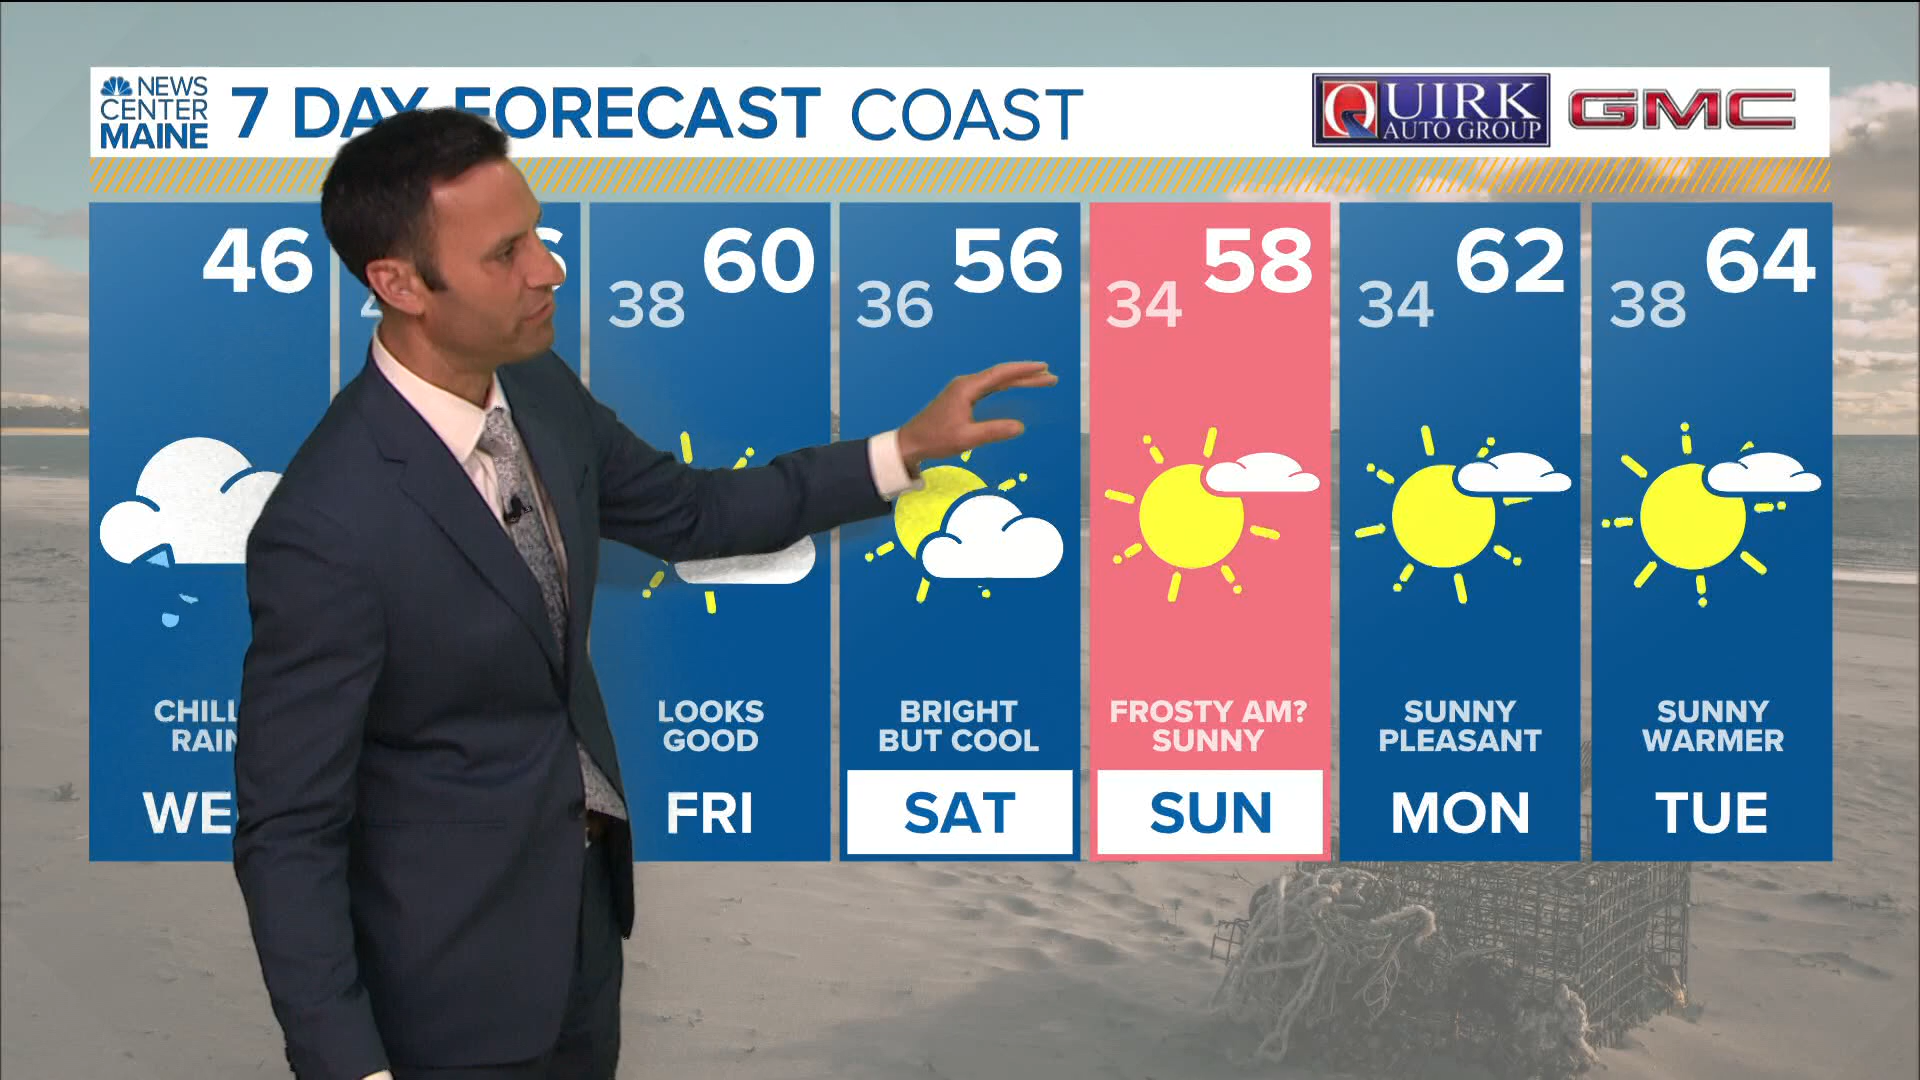 NEWS
CENTER
MAINE
7 DAY FORECAST COAST
QUIRK
AUTO GROUP
GMC
46
38 60
36 56
34 58
34 62
38 64
LOOKS
GOOD
BRIGHT
BUT COOL
FROSTY AM?
SUNNY
SUNNY
PLEASANT
SUNNY
WARMER
FRI
SAT
SUN
MON
TUE